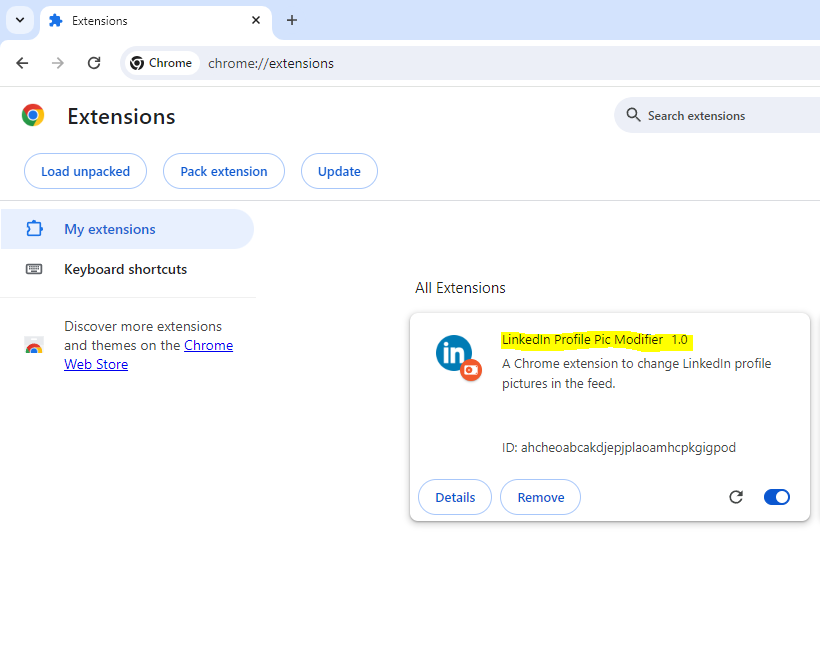 Extensions
Chrome
chrome://extensions
Extensions
Search extensions
Load unpacked
Pack extension
Update
My extensions
Keyboard shortcuts
Discover more extensions
and themes on the Chrome
Web Store
All Extensions
in
LinkedIn Profile Pic Modifier 1.0
A Chrome extension to change LinkedIn profile
pictures in the feed.
ID: ahcheoabcakdjepjplaoamhcpkgigpod
Details
Remove